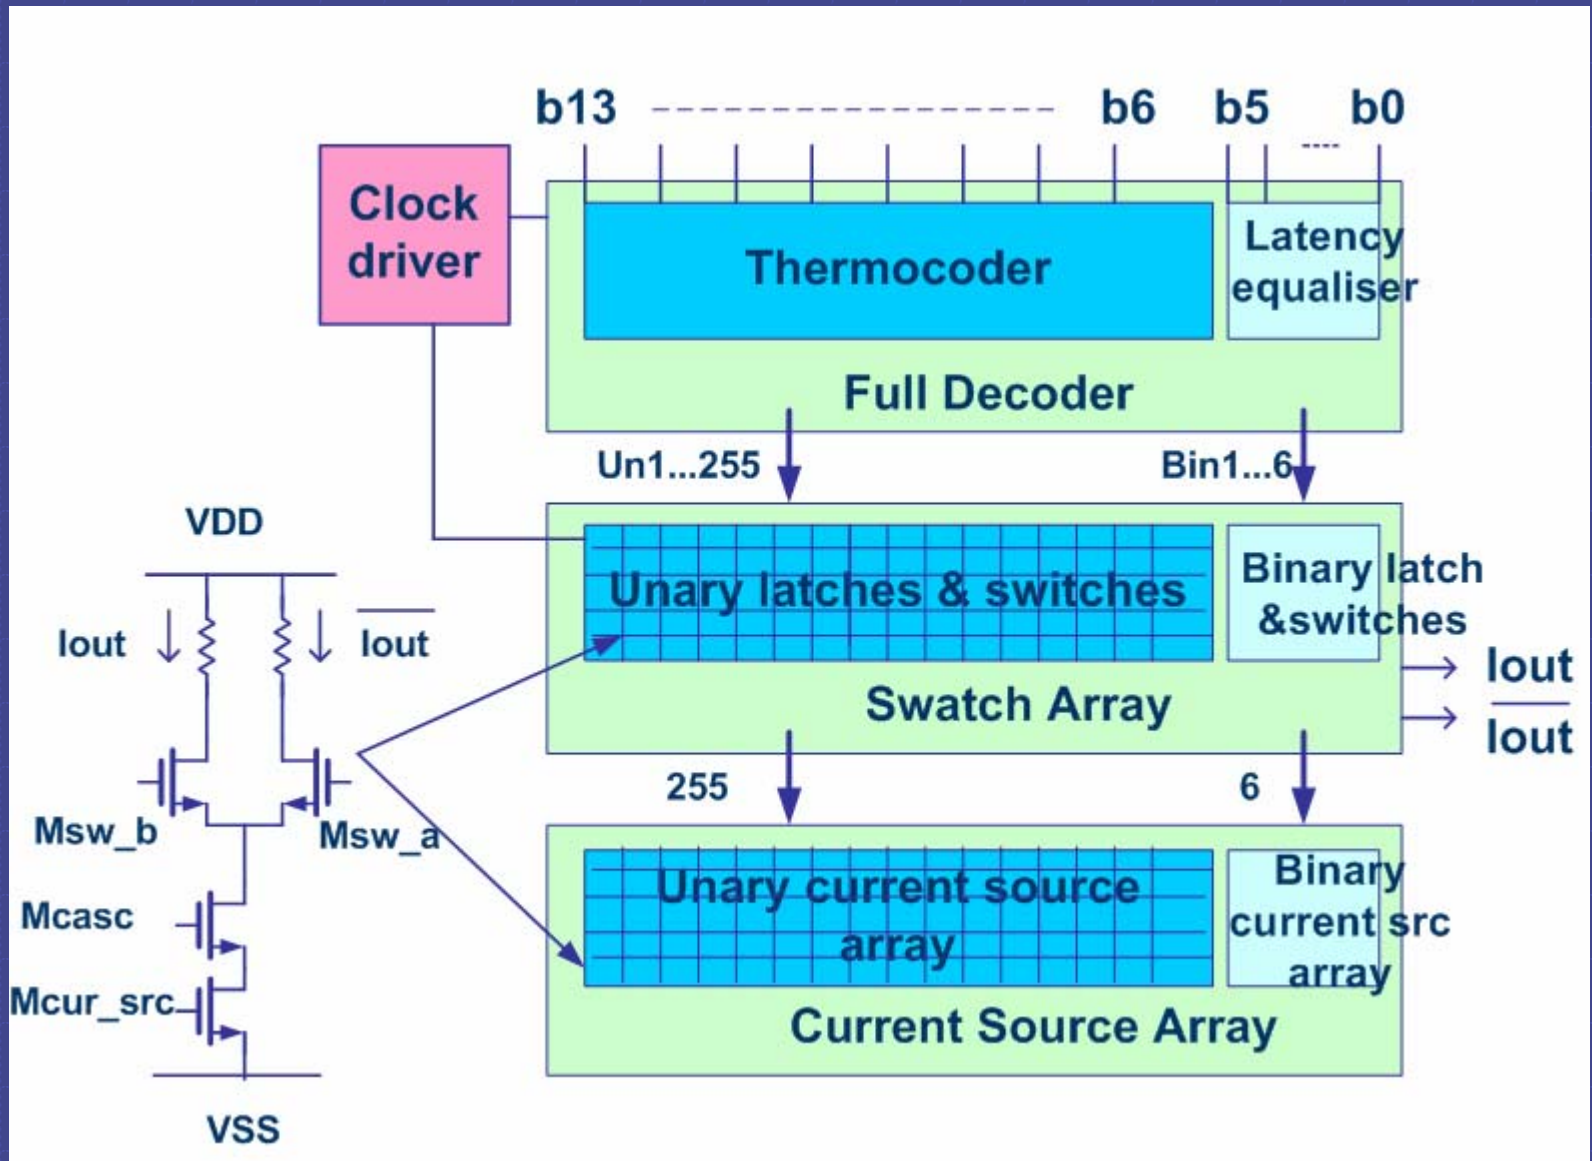 b13 b6 b5 b0
Clock
driver
Thermocoder
Latency
equaliser
Full Decoder
Un1...255
Bin1...6
VDD
Iout
Iout
Unary latches & switches
Binary latch
&switches
Swatch Array
Iout
Iout
Msw_b
Msw_a
255
6
Mcasc
Mcur_src
VSS
Unary current source
array
Binary
current src
array
Current Source Array